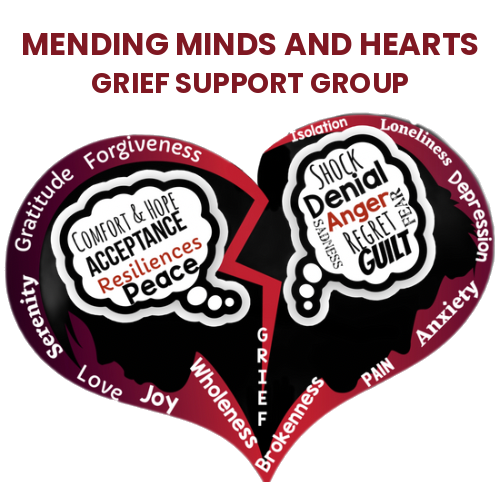 MENDING MINDS AND HEARTS
GRIEF SUPPORT GROUP
Forgiveness
Gratitude
Serenity
Love
Joy
Wholeness
COMFORT & HOPE
ACCEPTANCE
Resiliences
Peace
GRIEF
Isolation
Loneliness
Depression
Anxiety
PAIN
Brokenness
SHOCK
Denial
Anger
SADNESS
REGRET
FEAR
GUILT